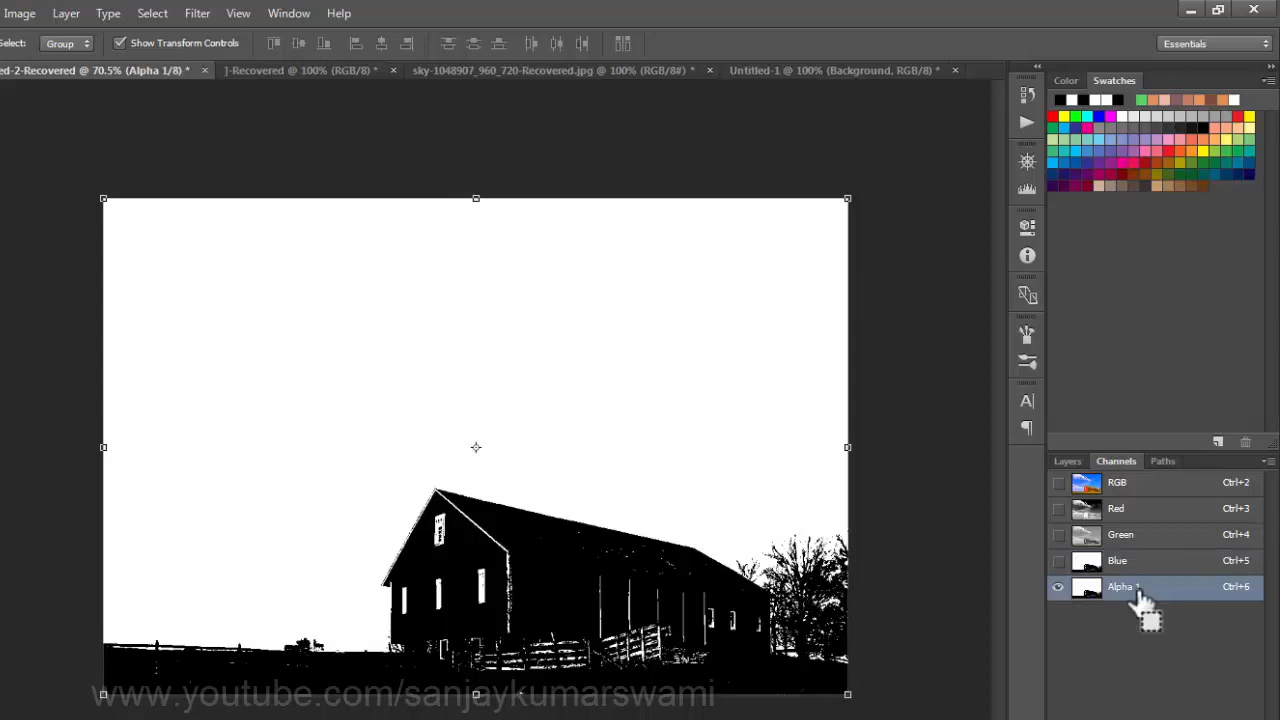 Image Layer Type Select Filter View Window Help
Select: Group Show Transform Controls Essentials
ed-2-Recovered @ 70.5% (Alpha 1/8) * × ]-Recovered @ 100% (RGB/8) * × sky-1048907_960_720-Recovered.jpg @ 100% (RGB/8#) * × Untitled-1 @ 100% (Background, RGB/8) * ×
Color Swatches
Layers Channels Paths
RGB Ctrl+2
Red Ctrl+3
Green Ctrl+4
Blue Ctrl+5
Alpha 1 Ctrl+6
www.youtube.com/sanjaykumarswami